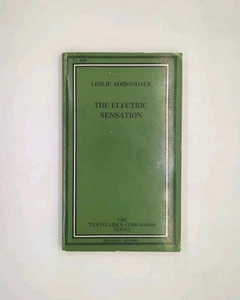 LESLIE ADIRONDACK
THE ELECTRIC
SENSATION
THE
TRAVELLER'S COMPANION
SERIES